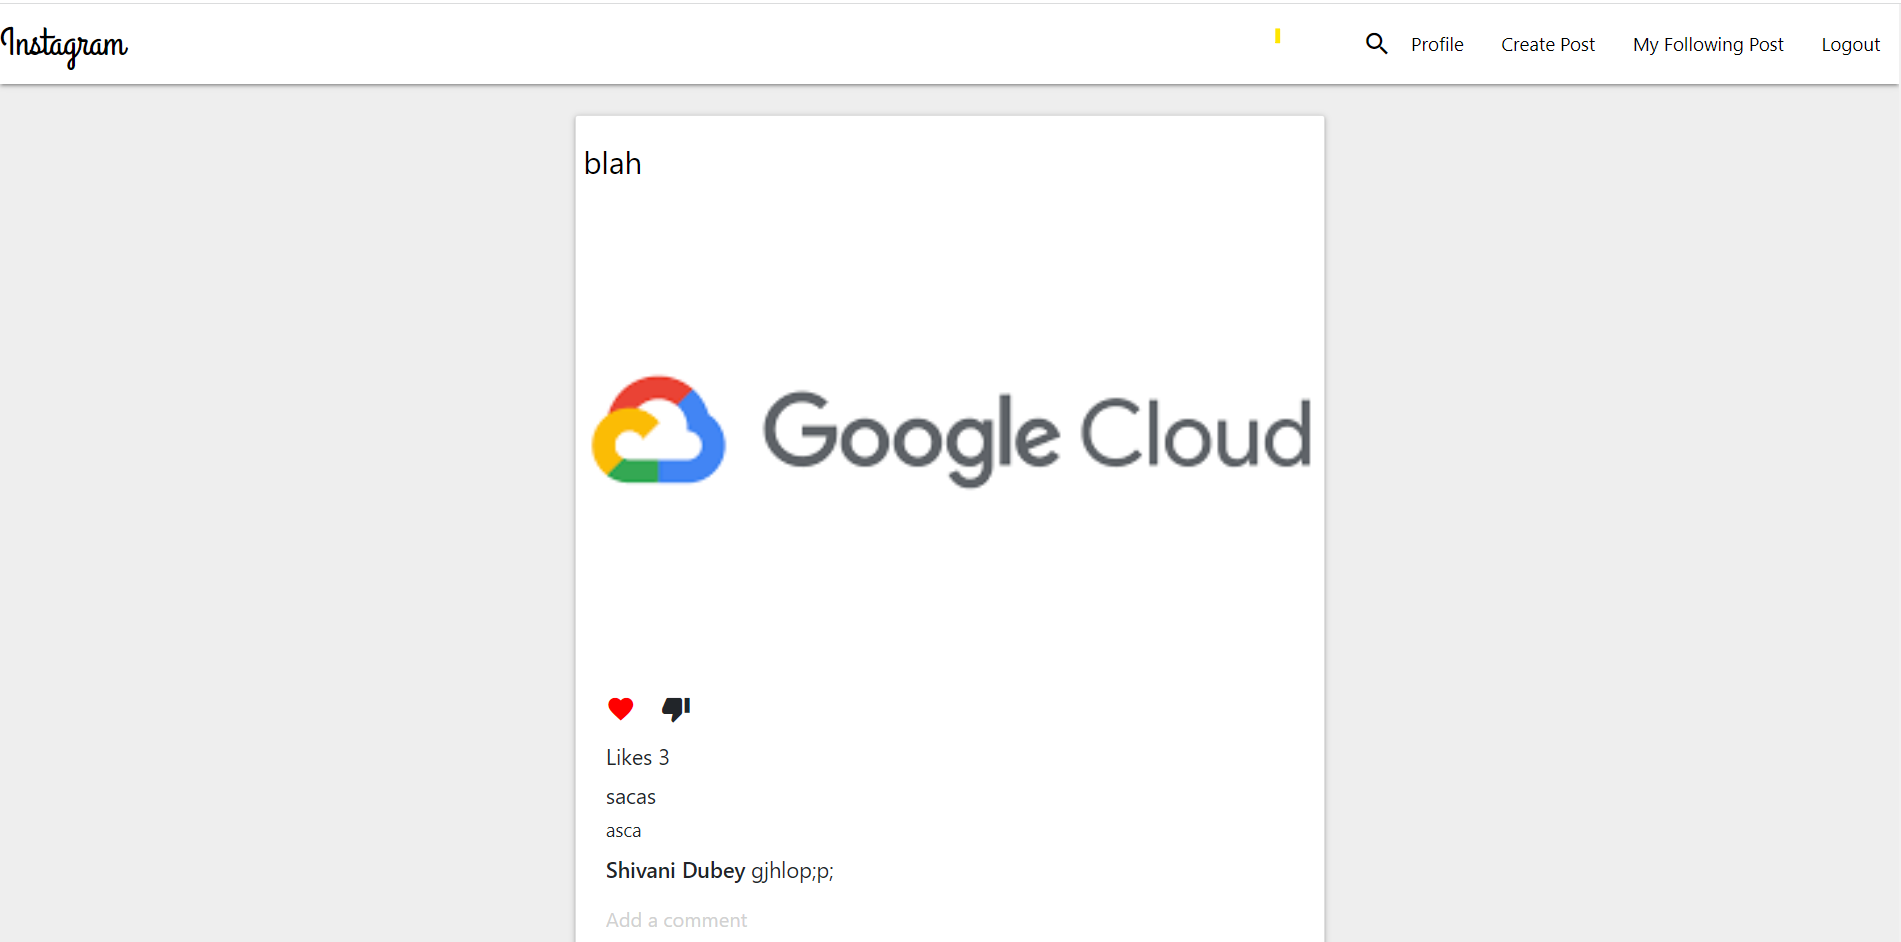 Instagram
Profile Create Post My Following Post Logout
blah
Google Cloud
Likes 3
sacas
asca
Shivani Dubey gjhlop;p;
Add a comment